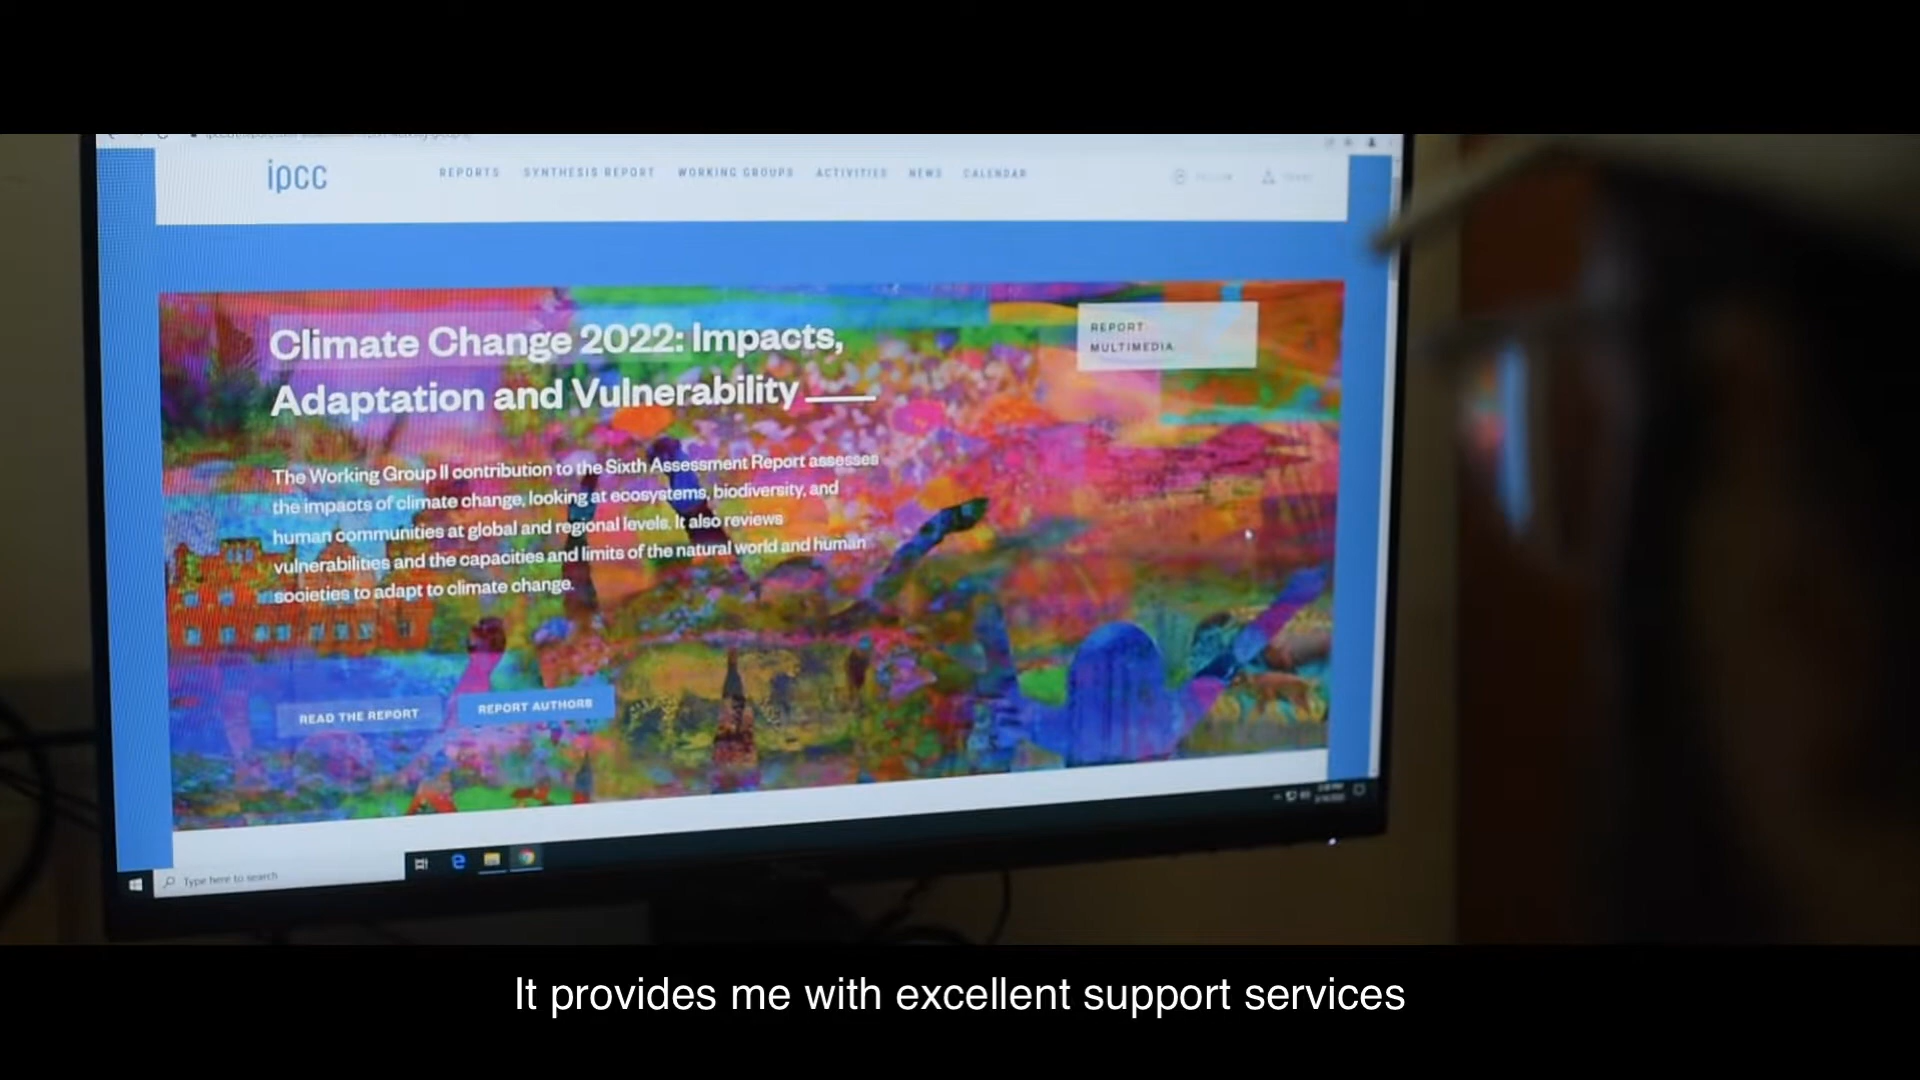 ipcc
REPORTS SYNTHESIS REPORT WORKING GROUPS ACTIVITIES NEWS CALENDAR
Climate Change 2022: Impacts,
Adaptation and Vulnerability
REPORT
MULTIMEDIA
The Working Group II contribution to the Sixth Assessment Report assesses
the impacts of climate change, looking at ecosystems, biodiversity, and
human communities at global and regional levels. It also reviews
vulnerabilities and the capacities and limits of the natural world and human
societies to adapt to climate change.
READ THE REPORT
REPORT AUTHORS
Type here to search
It provides me with excellent support services